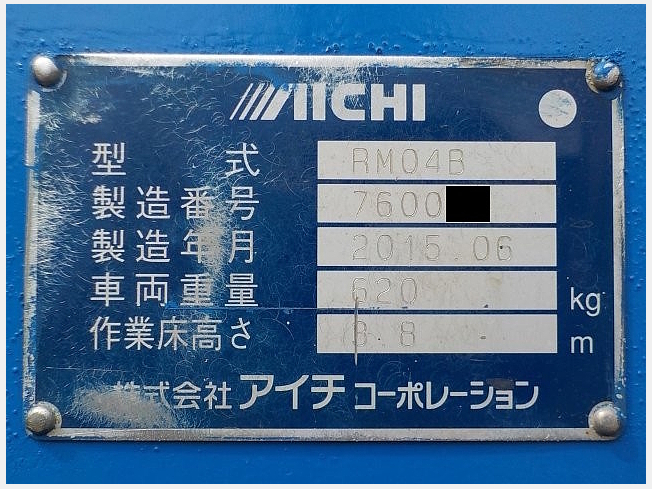 AICHI
型式 RM04B
製造番号 7600
製造年月 2015.06
車両重量 620 kg
作業床高さ 3.8 m
株式会社アイチコーポレーション